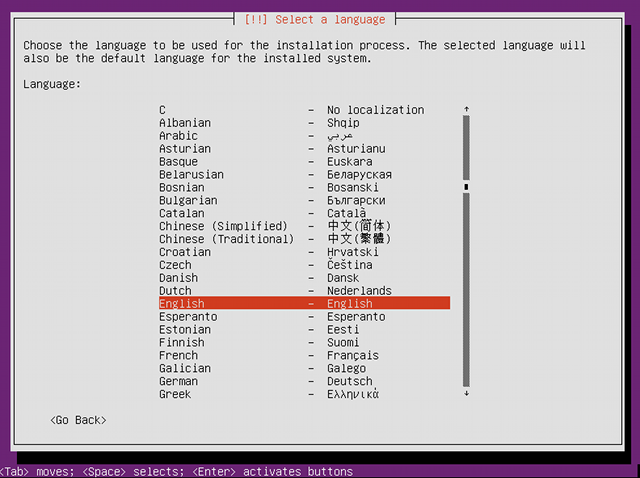 [!!] Select a language
Choose the language to be used for the installation process. The selected language will
also be the default language for the installed system.
Language:
C - No localization
Albanian - Shqip
Arabic - عربي
Asturian - Asturianu
Basque - Euskara
Belarusian - Беларуская
Bosnian - Bosanski
Bulgarian - Български
Catalan - Català
Chinese (Simplified) - 中文(简体)
Chinese (Traditional) - 中文(繁體)
Croatian - Hrvatski
Czech - Čeština
Danish - Dansk
Dutch - Nederlands
English - English
Esperanto - Esperanto
Estonian - Eesti
Finnish - Suomi
French - Français
Galician - Galego
German - Deutsch
Greek - Ελληνικά
<Go Back>
<Tab> moves; <Space> selects; <Enter> activates buttons